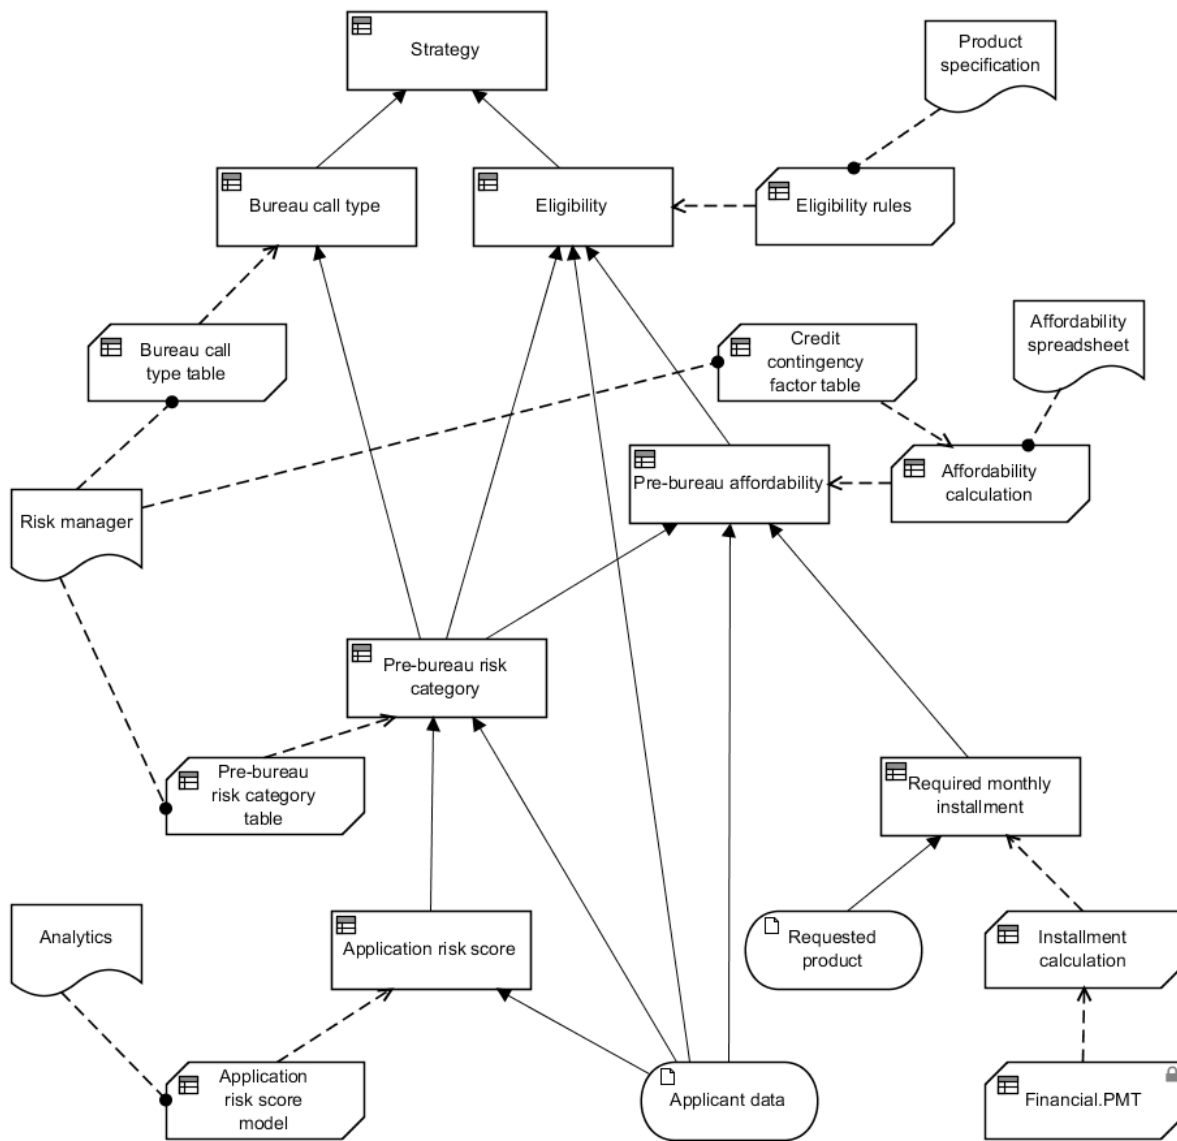 Strategy
Product
specification
Bureau call type
Eligibility
Eligibility rules
Bureau call
type table
Credit
contingency
factor table
Affordability
spreadsheet
Pre-bureau affordability
Affordability
calculation
Risk manager
Pre-bureau risk
category
Pre-bureau
risk category
table
Required monthly
installment
Analytics
Application risk score
Requested
product
Installment
calculation
Application
risk score
model
Applicant data
Financial.PMT